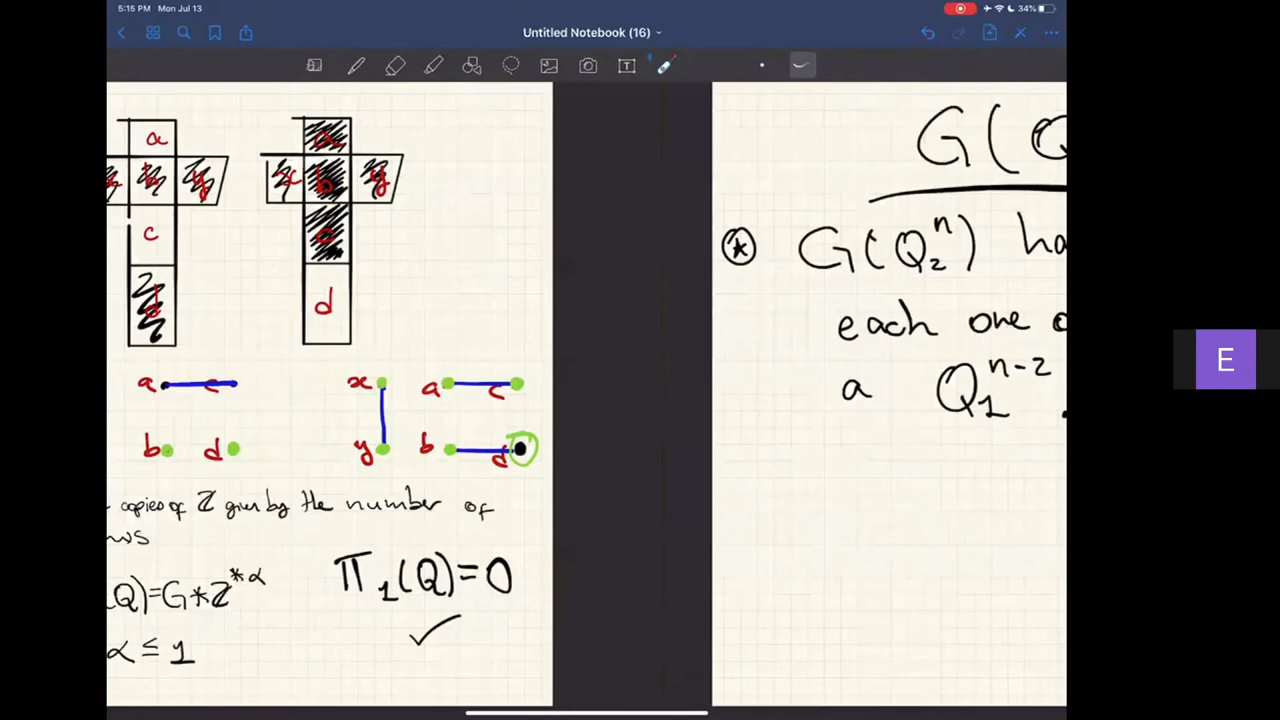 5:15 PM Mon Jul 13
34%
Untitled Notebook (16)
a
b y
c
d
a
x b y
c
d
a c
b d
x
y
a c
b d
copies of ℤ given by the number of
ws
(Q)=G*ℤ^{*α}
α ≤ 1
π₁(Q)=0
G(Q
G(Q₂ⁿ) ha
each one
a Q₁ⁿ⁻²
E